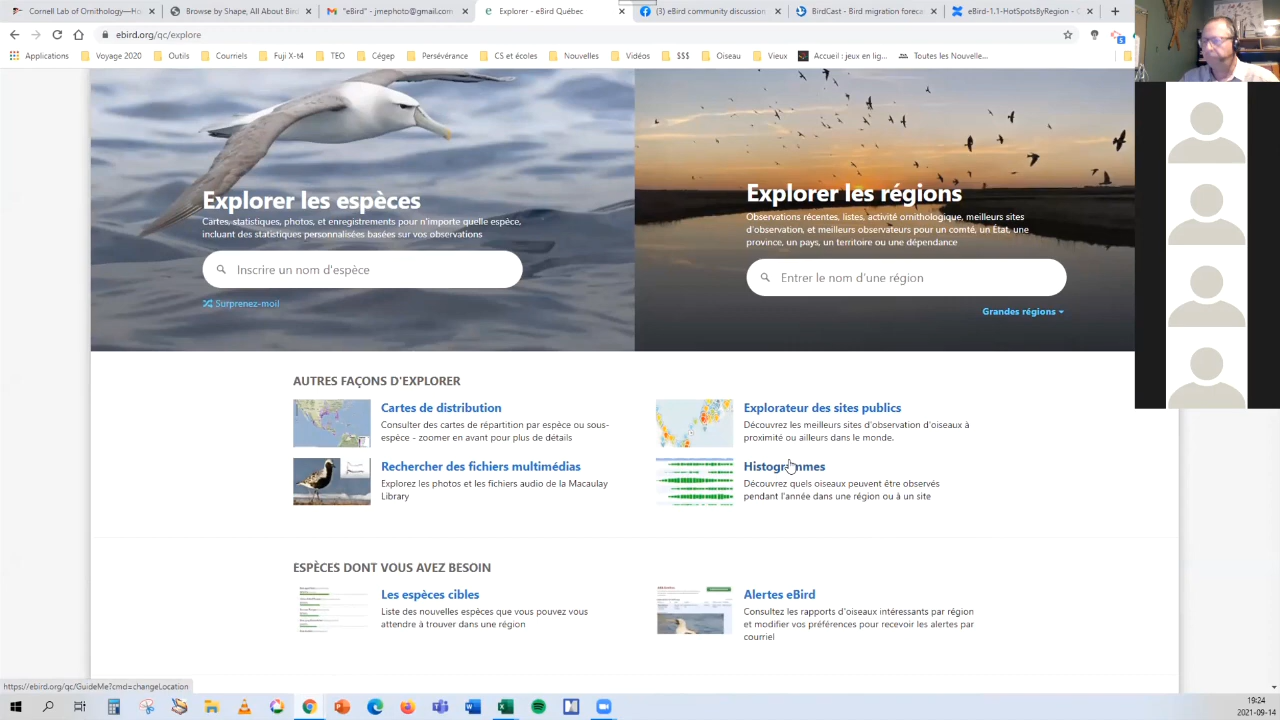 Cornell Lab of Ornithology—Ho
Browse by Shape, All About Bird
"eBird" - jmrphoto@gmail.com
Explorer - eBird Québec
(3) eBird community discussion
BirdCast - Bird migration foreca
eBird-1,1-HotSpotsByRegion - C
ebird.org/qc/explore
Applications
Voyage 2020
Outils
Courriels
Fuji X-t4
TEO
Cégep
Persévérance
CS et écoles
Nouvelles
Vidéos
$$$
Oiseau
Vieux
Accueil : jeux en lig...
Toutes les Nouvelle...
Explorer les espèces
Cartes, statistiques, photos, et enregistrements pour n'importe quelle espèce,
incluant des statistiques personnalisées basées sur vos observations
Inscrire un nom d'espèce
Surprenez-moi!
Explorer les régions
Observations récentes, listes, activité ornithologique, meilleurs sites
d'observation, et meilleurs observateurs pour un comté, un État, une
province, un pays, un territoire ou une dépendance
Entrer le nom d'une région
Grandes régions
AUTRES FAÇONS D'EXPLORER
Cartes de distribution
Consulter des cartes de répartition par espèce ou sous-
espèce - zoomer en avant pour plus de détails
Explorateur des sites publics
Découvrez les meilleurs sites d'observation d'oiseaux à
proximité ou ailleurs dans le monde.
Rechercher des fichiers multimédias
Explorez les photos et les fichiers audio de la Macaulay
Library
Histogrammes
Découvrez quels oiseaux peuvent être observés
pendant l'année dans une région ou à un site
ESPÈCES DONT VOUS AVEZ BESOIN
Les espèces cibles
Liste des nouvelles espèces que vous pouvez vous
attendre à trouver dans une région
Alertes eBird
Consultez les rapports d'oiseaux intéressants par région
et modifier vos préférences pour recevoir les alertes par
courriel
https://ebird.org/qc/GuideMe?cmd=changeLocation
19:24
2021-09-14